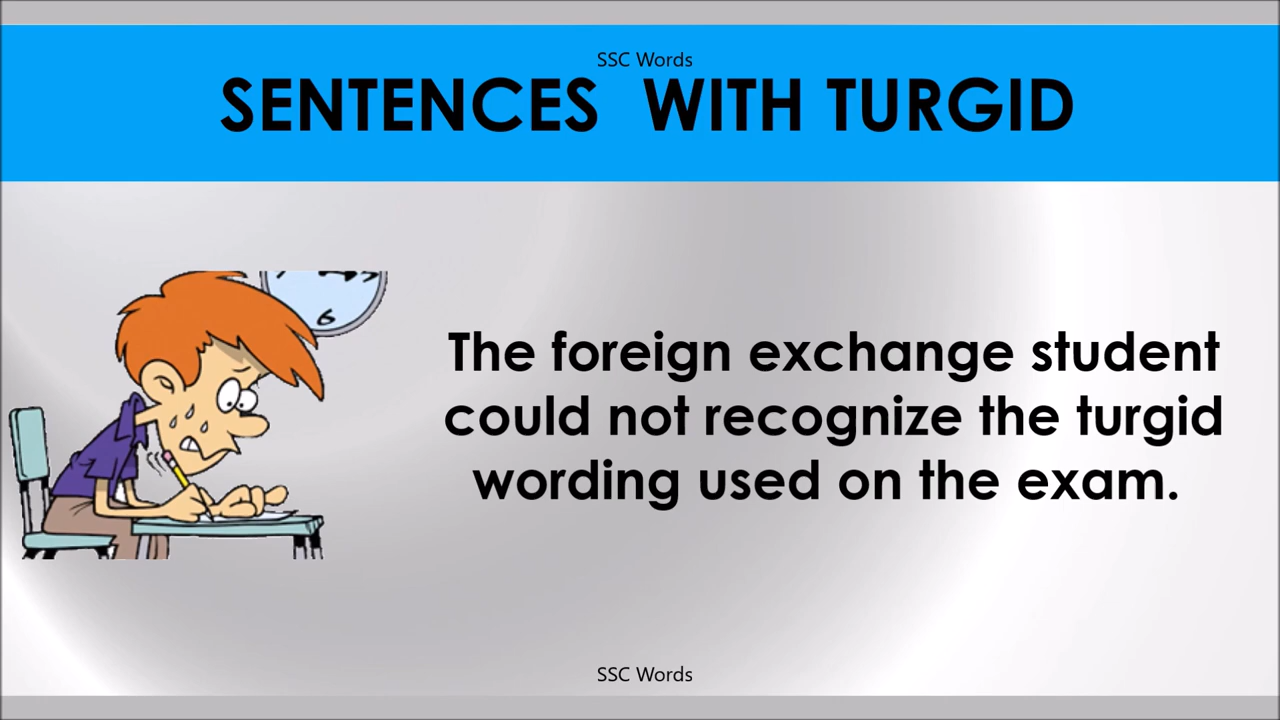 SSC Words
SENTENCES WITH TURGID
6
The foreign exchange student
could not recognize the turgid
wording used on the exam.
SSC Words